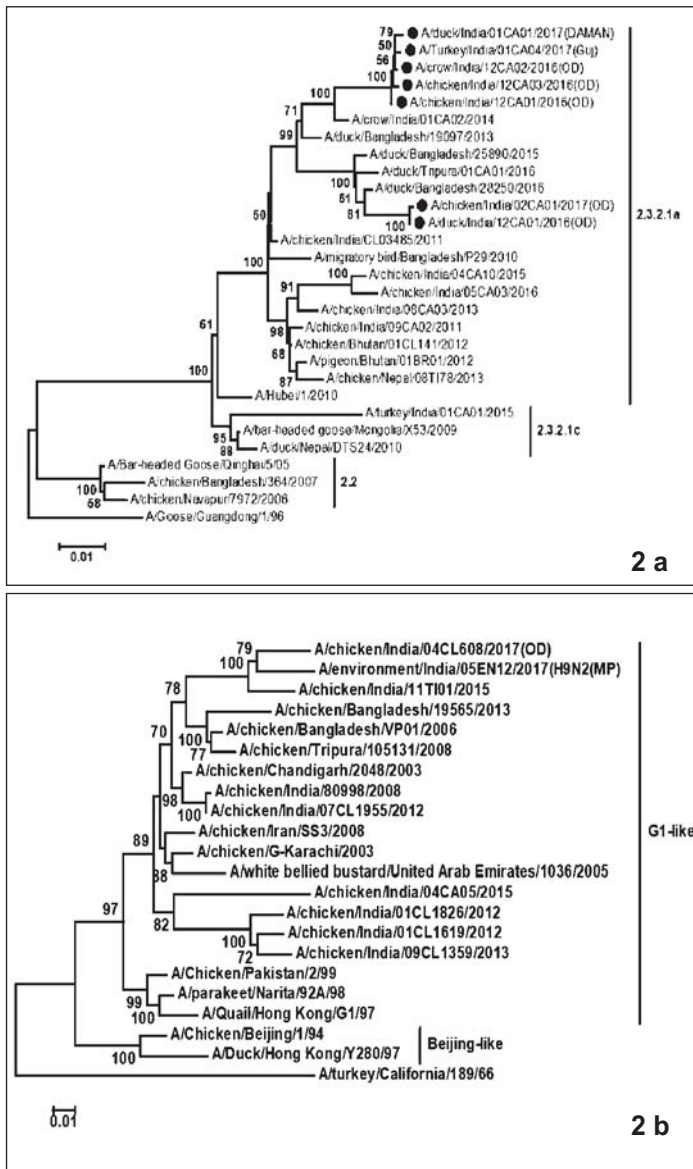 79 A/duck/India/01CA01/2017(DAMAN)
50 A/Turkey/India/01CA04/2017(Guj)
56 A/crow/India/12CA02/2016(OD)
A/chicken/India/12CA03/2016(OD)
100 A/chicken/India/12CA01/2016(OD)
100
71 A/crow/India/01CA02/2014
99 A/duck/Bangladesh/19097/2013
A/duck/Bangladesh/25890/2015
A/duck/Tripura/01CA01/2016
100
A/duck/Bangladesh/28250/2016
61
A/chicken/India/02CA01/2017(OD)
81
100 A/duck/India/12CA01/2016(OD)
2.3.2.1a
50
A/chicken/India/CL03485/2011
A/migratory bird/Bangladesh/P29/2010
100
100 A/chicken/India/04CA10/2015
91 A/chicken/India/05CA03/2016
A/chicken/India/06CA03/2013
98 A/chicken/India/09CA02/2011
A/chicken/Bhutan/01CL141/2012
68
A/pigeon/Bhutan/01BR01/2012
87 A/chicken/Nepal/08TI78/2013
61
100
A/Hubei/1/2010
A/turkey/India/01CA01/2015
95 A/bar-headed goose/Mongolia/X53/2009
2.3.2.1c
A/duck/Nepal/DTS24/2010
A/Bar-headed Goose/Qinghai/5/05
100 A/chicken/Bangladesh/364/2007
2.2
58 A/chicken/Navapur/7972/2006
A/Goose/Guangdong/1/96
0.01
2 a
79 A/chicken/India/04CL608/2017(OD)
100 A/environment/India/05EN12/2017(H9N2(MP)
78 A/chicken/India/11TI01/2015
A/chicken/Bangladesh/19565/2013
70
100 A/chicken/Bangladesh/VP01/2006
77 A/chicken/Tripura/105131/2008
A/chicken/Chandigarh/2048/2003
98 A/chicken/India/80998/2008
100 A/chicken/India/07CL1955/2012
A/chicken/Iran/SS3/2008
G1-like
89
A/chicken/G-Karachi/2003
A/white bellied bustard/United Arab Emirates/1036/2005
A/chicken/India/04CA05/2015
97
82 A/chicken/India/01CL1826/2012
100 A/chicken/India/01CL1619/2012
72 A/chicken/India/09CL1359/2013
A/Chicken/Pakistan/2/99
99 A/parakeet/Narita/92A/98
100 A/Quail/Hong Kong/G1/97
A/Chicken/Beijing/1/94
Beijing-like
100 A/Duck/Hong Kong/Y280/97
A/turkey/California/189/66
0.01
2 b